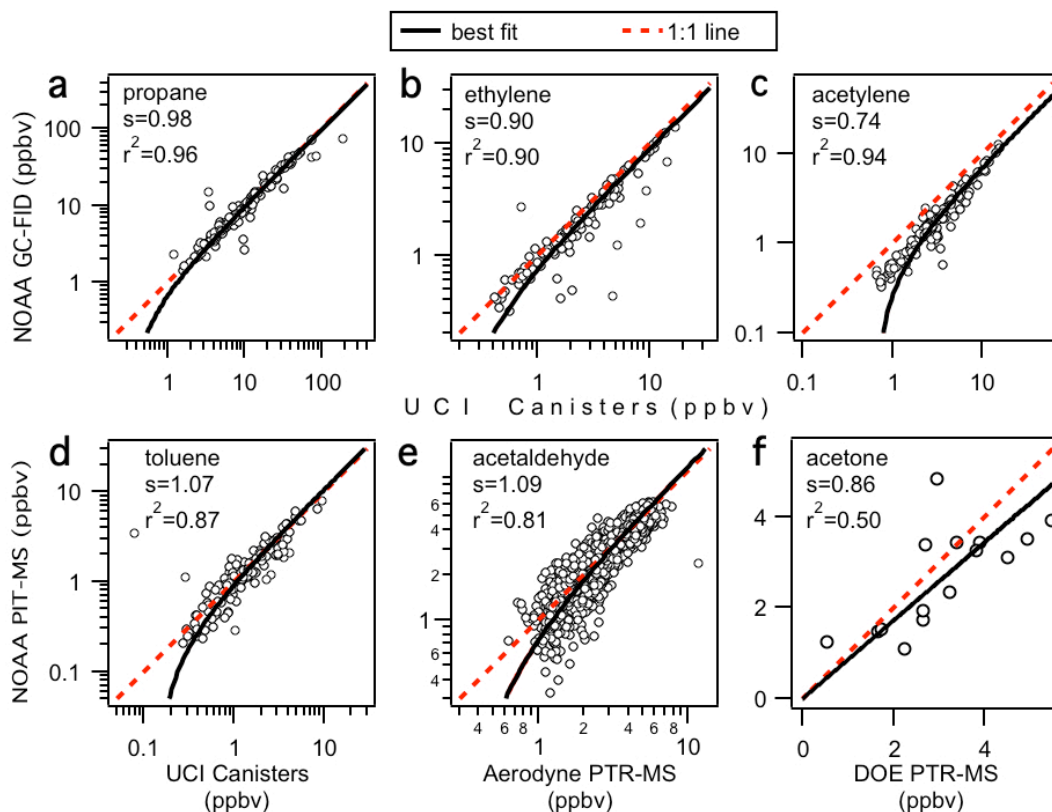 best fit
1:1 line
a
propane
s=0.98
r²=0.96
100
10
1
1
10
100
NOAA GC-FID (ppbv)
b
ethylene
s=0.90
r²=0.90
10
1
1
10
c
acetylene
s=0.74
r²=0.94
10
1
0.1
0.1
1
10
UCI Canisters (ppbv)
d
toluene
s=1.07
r²=0.87
10
1
0.1
0.1
1
10
NOAA PIT-MS (ppbv)
UCI Canisters
(ppbv)
e
acetaldehyde
s=1.09
r²=0.81
6
4
2
1
8
6
4
4
6
8
1
2
4
6
8
10
Aerodyne PTR-MS
(ppbv)
f
acetone
s=0.86
r²=0.50
4
2
0
0
2
4
DOE PTR-MS
(ppbv)